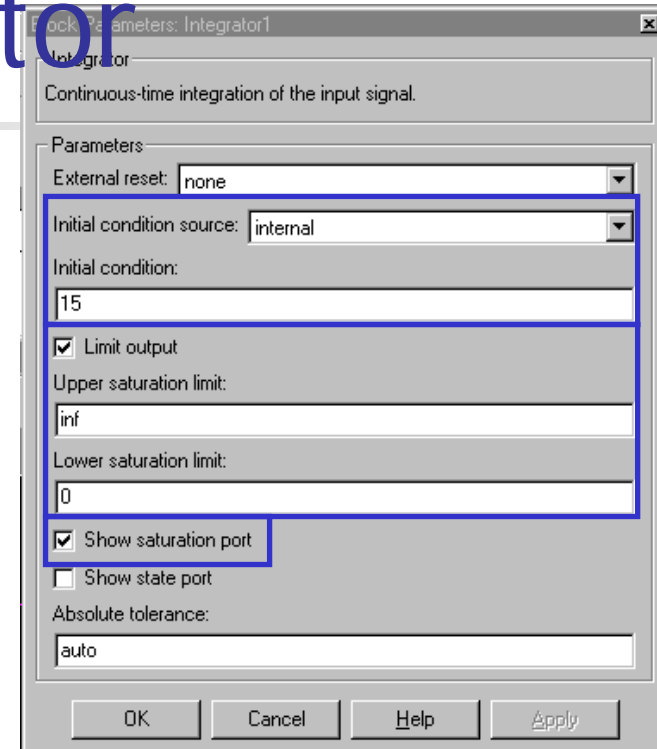 tor
Block Parameters: Integrator1
Integrator
Continuous-time integration of the input signal.
Parameters
External reset: none
Initial condition source: internal
Initial condition:
15
Limit output
Upper saturation limit:
inf
Lower saturation limit:
0
Show saturation port
Show state port
Absolute tolerance:
auto
OK Cancel Help Apply